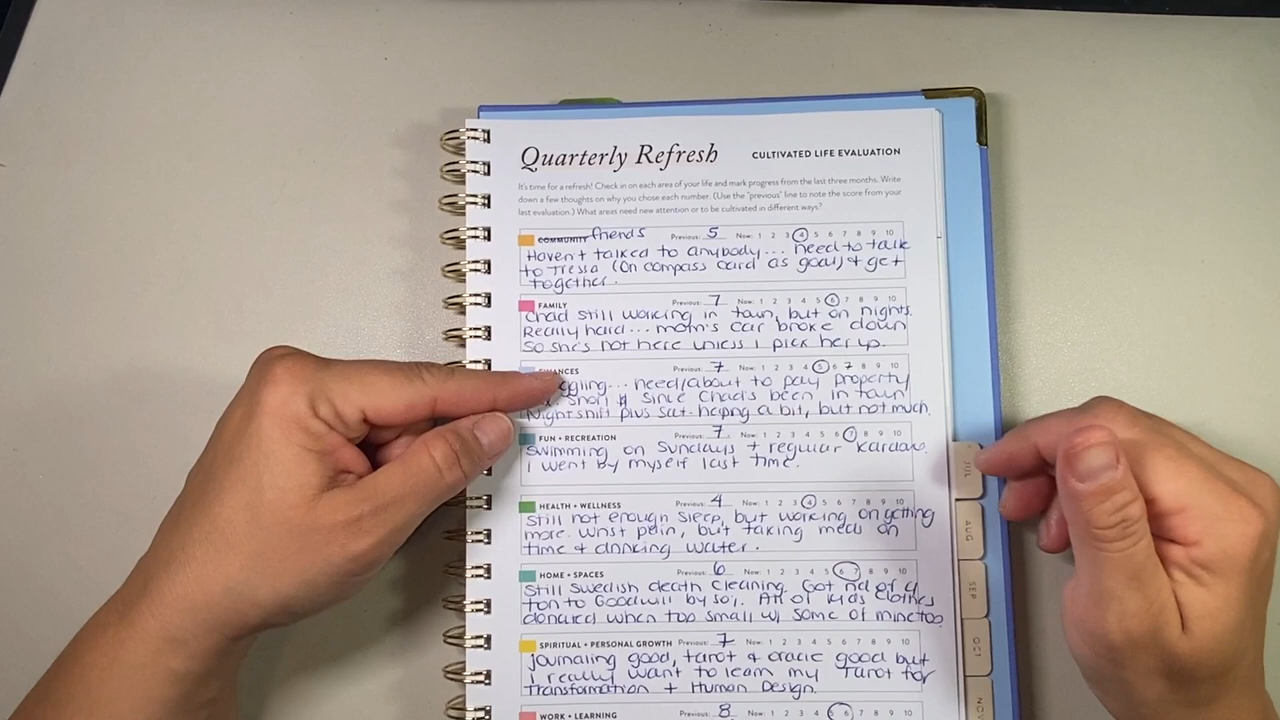 Quarterly Refresh CULTIVATED LIFE EVALUATION
It's time for a refresh! Check in on each area of your life and mark progress from the last three months. Write
down a few thoughts on why you chose each number. (Use the "previous" line to note the score from your
last evaluation.) What areas need new attention or to be cultivated in different ways?
COMMUNITY friends Previous: 5 Now: 1 2 3 4 5 6 7 8 9 10
Haven't talked to anybody... need to talk
to Tressa (on compass card as goal) & get
together.
FAMILY Previous: 7 Now: 1 2 3 4 5 6 7 8 9 10
Chad still working in town, but on nights.
Really hard... mom's car broke down
so she's not here unless I pick her up.
Previous: 7 Now: 1 2 3 4 5 6 7 8 9 10
need/about to pay property
short $ since Chad's been in town
Nightshift plus sat. helping a bit, but not much.
FUN + RECREATION Previous: 7 Now: 1 2 3 4 5 6 7 8 9 10
Swimming on Sundays + regular karaoke.
I went by myself last time.
HEALTH + WELLNESS Previous: 4 Now: 1 2 3 4 5 6 7 8 9 10
Still not enough sleep, but working on getting
more. Wrist pain, but taking meds on
time & drinking water.
HOME + SPACES Previous: 6 Now: 1 2 3 4 5 6 7 8 9 10
Still Swedish death cleaning. Got rid of a
ton to Goodwill by 501. All of kids clothes
donated when too small w/ some of mine too.
SPIRITUAL + PERSONAL GROWTH Previous: 7 Now: 1 2 3 4 5 6 7 8 9 10
Journaling good, tarot & oracle good but
I really want to learn my Tarot for
Transformation + Human Design.
WORK + LEARNING Previous: 8 Now: 1 2 3 4 5 6 7 8 9 10
JUL
AUG
SEP
OCT
NOV